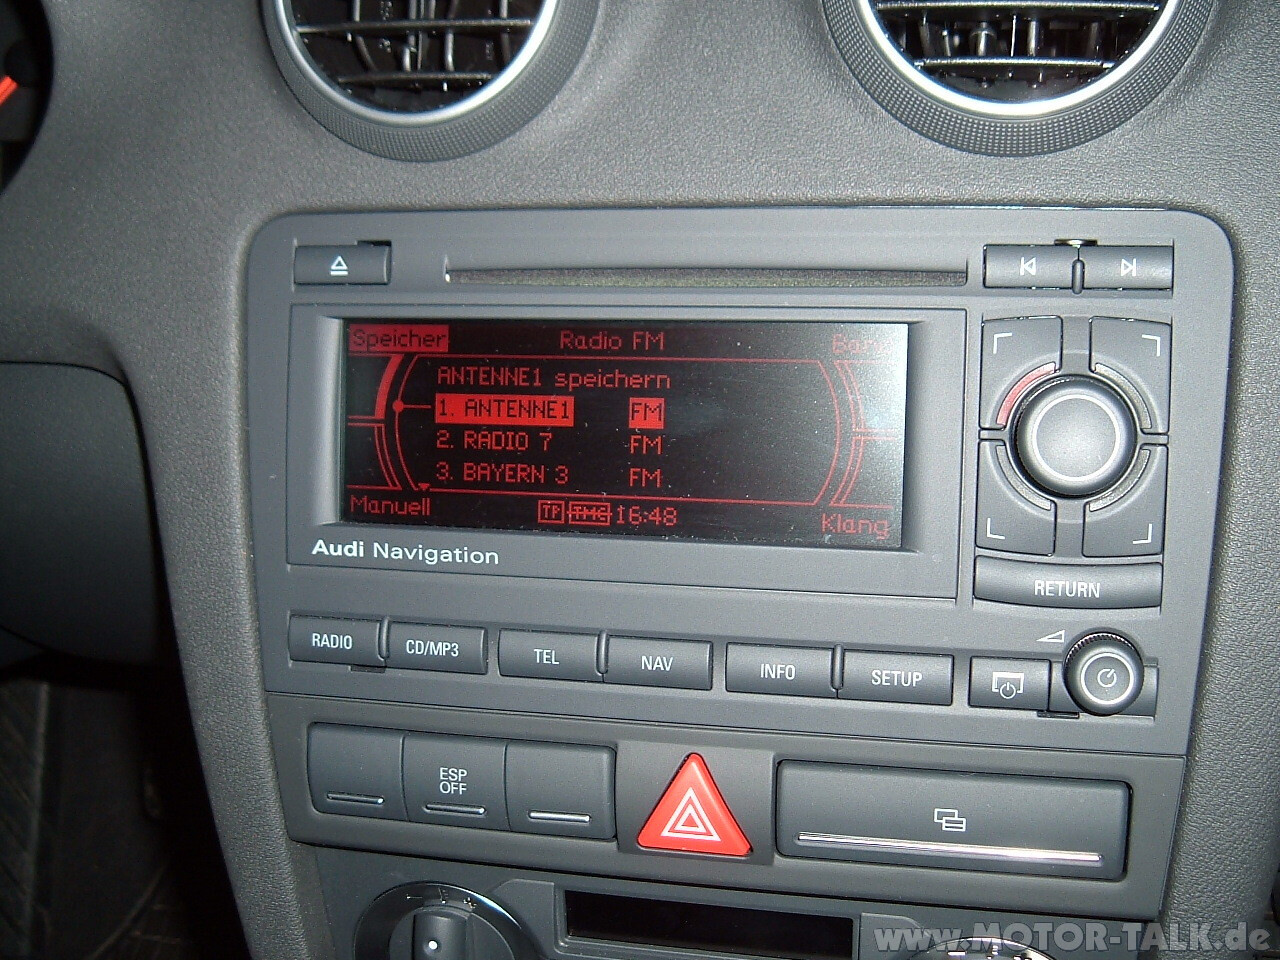 Speicher Radio FM Band
ANTENNE1 speichern
1. ANTENNE1 FM
2. RADIO 7 FM
3. BAYERN 3 FM
Manuell TP TMC 16:48 Klang
Audi Navigation
RETURN
RADIO CD/MP3 TEL NAV INFO SETUP
ESP
OFF
www.MOTOR-TALK.de